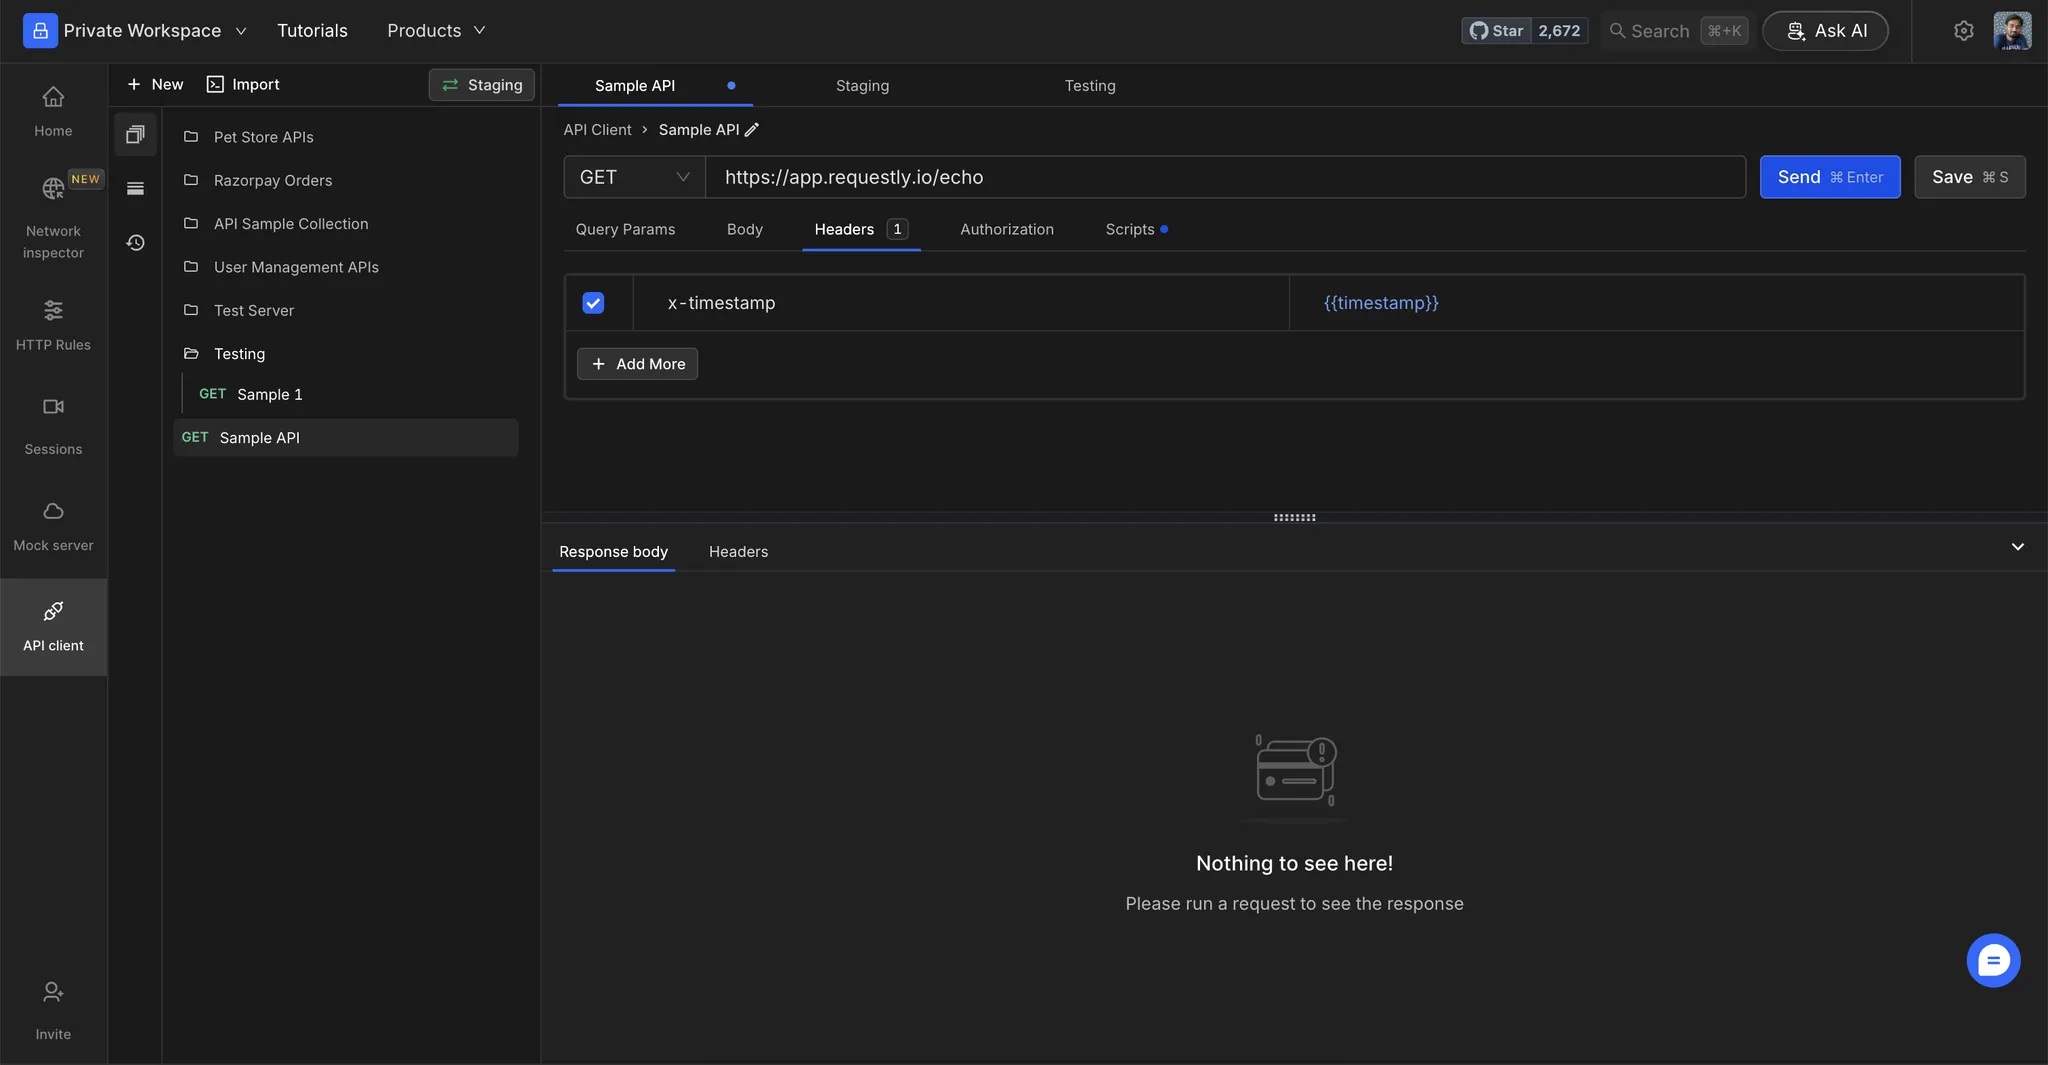 Private Workspace
Tutorials
Products
Star 2,672
Search ⌘+K
Ask AI
Home
NEW
Network
inspector
HTTP Rules
Sessions
Mock server
API client
Invite
+ New
Import
Staging
Pet Store APIs
Razorpay Orders
API Sample Collection
User Management APIs
Test Server
Testing
GET Sample 1
GET Sample API
Sample API
Staging
Testing
API Client › Sample API
GET
https://app.requestly.io/echo
Send ⌘ Enter
Save ⌘ S
Query Params
Body
Headers 1
Authorization
Scripts
x-timestamp
{{timestamp}}
+ Add More
Response body
Headers
Nothing to see here!
Please run a request to see the response